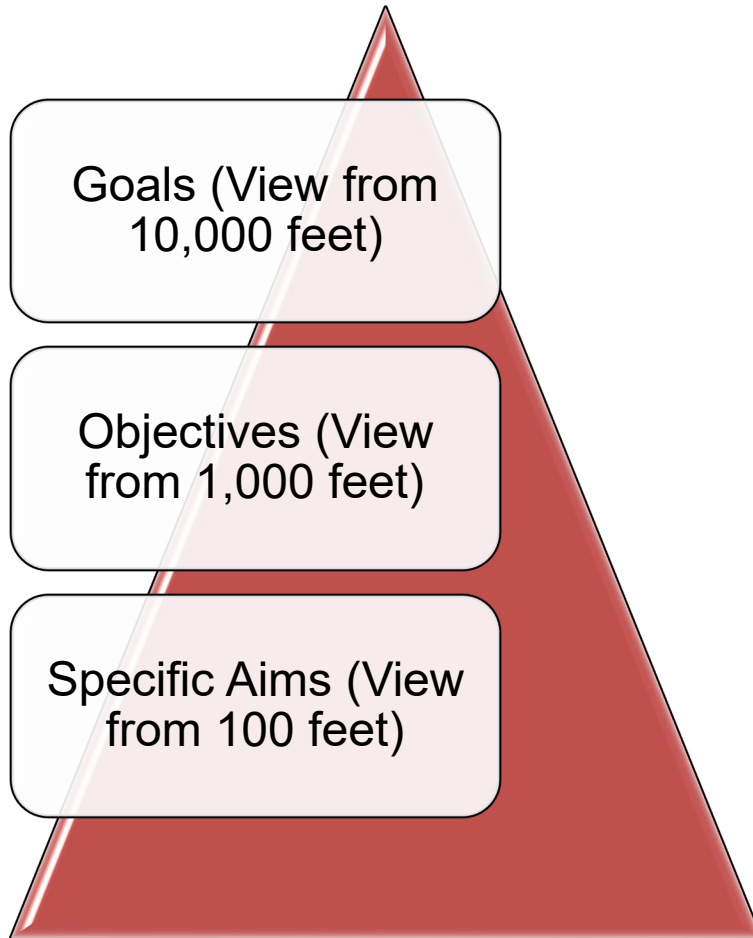 Goals (View from
10,000 feet)
Objectives (View
from 1,000 feet)
Specific Aims (View
from 100 feet)